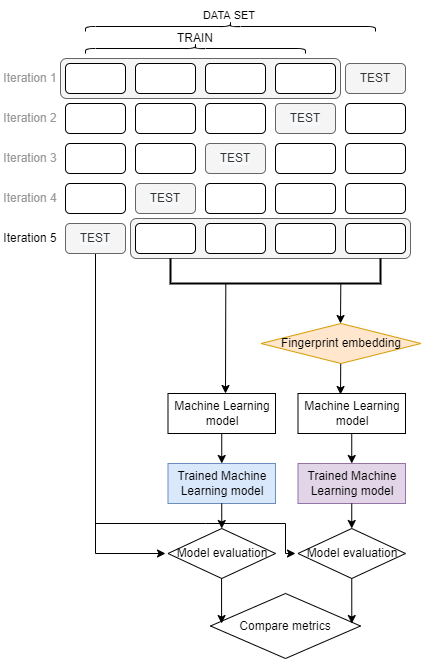 DATA SET
TRAIN
Iteration 1
TEST
Iteration 2
TEST
Iteration 3
TEST
Iteration 4
TEST
Iteration 5
TEST
Fingerprint embedding
Machine Learning
model
Machine Learning
model
Trained Machine
Learning model
Trained Machine
Learning model
Model evaluation
Model evaluation
Compare metrics